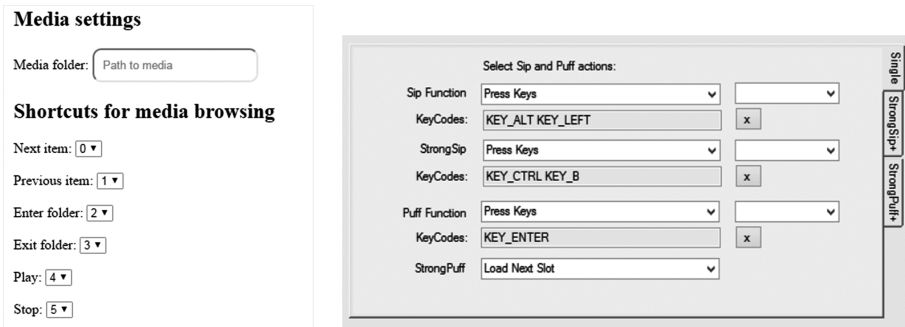 Media settings
Media folder: Path to media
Shortcuts for media browsing
Next item: 0
Previous item: 1
Enter folder: 2
Exit folder: 3
Play: 4
Stop: 5
Select Sip and Puff actions:
Sip Function Press Keys
KeyCodes: KEY_ALT KEY_LEFT x
StrongSip Press Keys
KeyCodes: KEY_CTRL KEY_B x
Puff Function Press Keys
KeyCodes: KEY_ENTER x
StrongPuff Load Next Slot
Single
StrongSip+
StrongPuff+